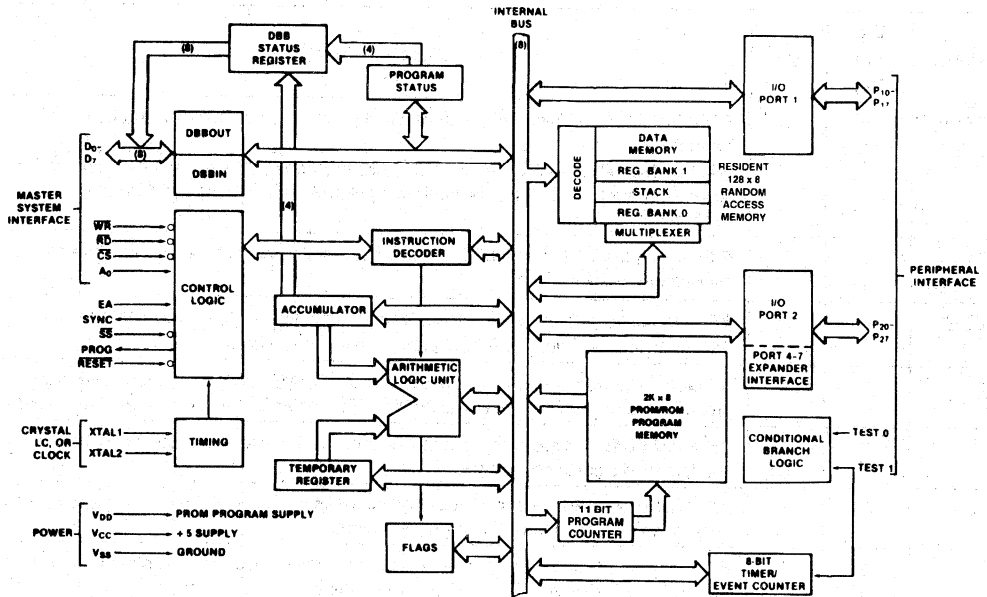 INTERNAL
BUS
(8)
DBB
STATUS
REGISTER
(8)
(4)
PROGRAM STATUS
I/O
PORT 1
P10-
P17
D0-
D7
(8)
DBBOUT
DBBIN
DECODE
DATA
MEMORY
REG. BANK 1
STACK
REG. BANK 0
MULTIPLEXER
RESIDENT
128 x 8
RANDOM
ACCESS
MEMORY
MASTER
SYSTEM
INTERFACE
(4)
W̅R̅
R̅D̅
C̅S̅
A0
CONTROL
LOGIC
INSTRUCTION
DECODER
PERIPHERAL
INTERFACE
EA
SYNC
S̅S̅
PROG
R̅E̅S̅E̅T̅
ACCUMULATOR
I/O
PORT 2
PORT 4-7
EXPANDER
INTERFACE
P20-
P27
ARITHMETIC
LOGIC UNIT
2K x 8
PROM/ROM
PROGRAM
MEMORY
CRYSTAL
LC, OR
CLOCK
XTAL1
XTAL2
TIMING
CONDITIONAL
BRANCH
LOGIC
TEST 0
TEST 1
TEMPORARY
REGISTER
11 BIT
PROGRAM
COUNTER
POWER
VDD
PROM PROGRAM SUPPLY
VCC
+ 5 SUPPLY
VSS
GROUND
FLAGS
8-BIT
TIMER/
EVENT COUNTER